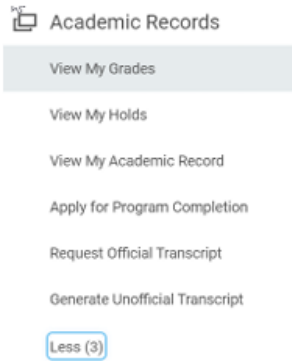 Academic Records
View My Grades
View My Holds
View My Academic Record
Apply for Program Completion
Request Official Transcript
Generate Unofficial Transcript
Less (3)